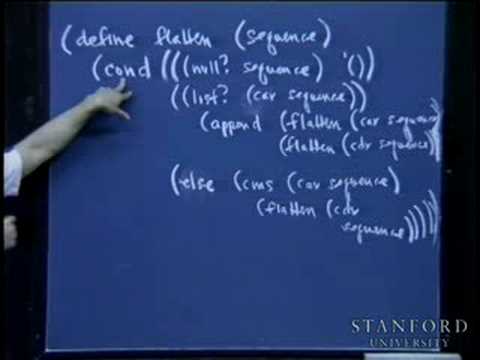 (define flatten (sequence)
(cond (((null? sequence) '())
((list? (car sequence))
(append (flatten (car sequence))
(flatten (cdr sequence)))
(else (cons (car sequence)
(flatten (cdr
sequence)))))
STANFORD
UNIVERSITY